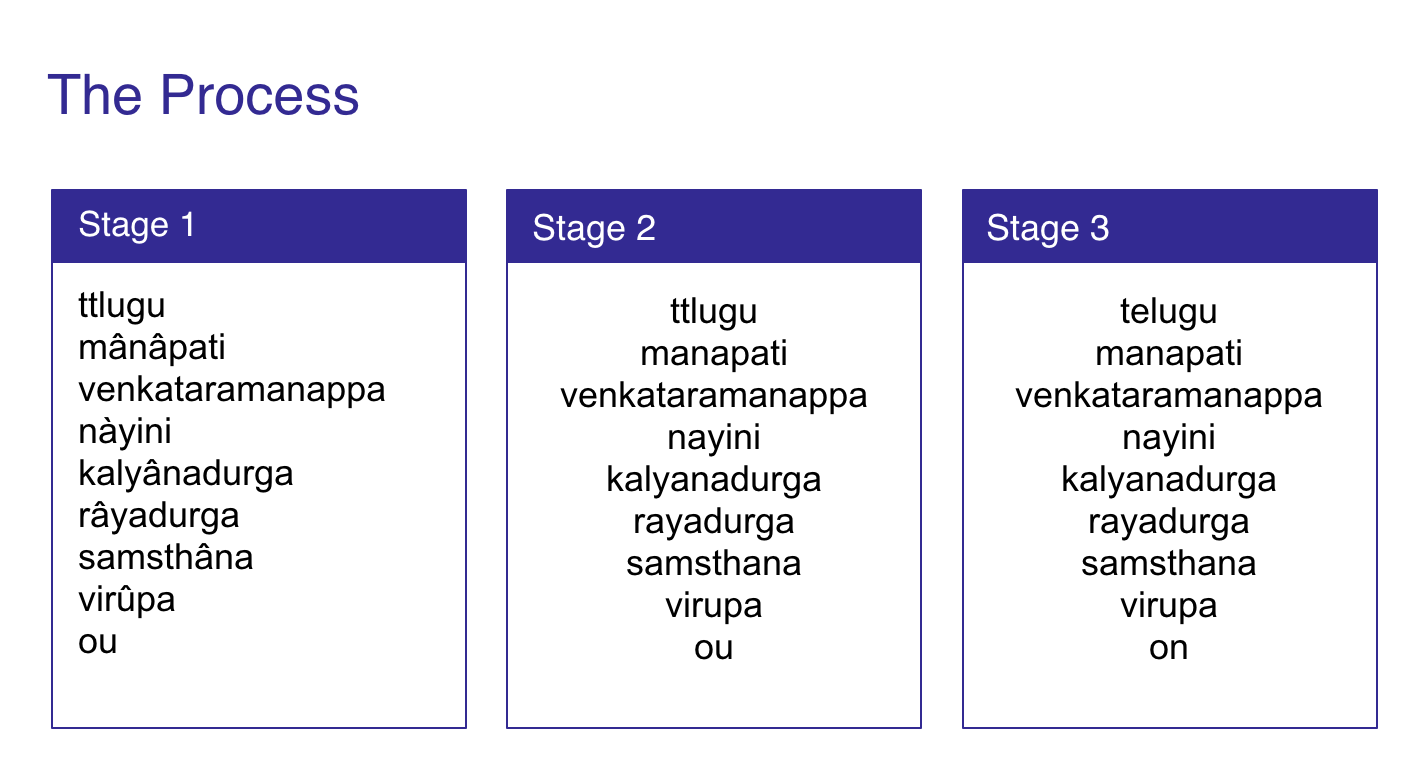 The Process
Stage 1
ttlugu
mânâpati
venkataramanappa
nàyini
kalyânadurga
râyadurga
samsthâna
virûpa
ou
Stage 2
ttlugu
manapati
venkataramanappa
nayini
kalyanadurga
rayadurga
samsthana
virupa
ou
Stage 3
telugu
manapati
venkataramanappa
nayini
kalyanadurga
rayadurga
samsthana
virupa
on